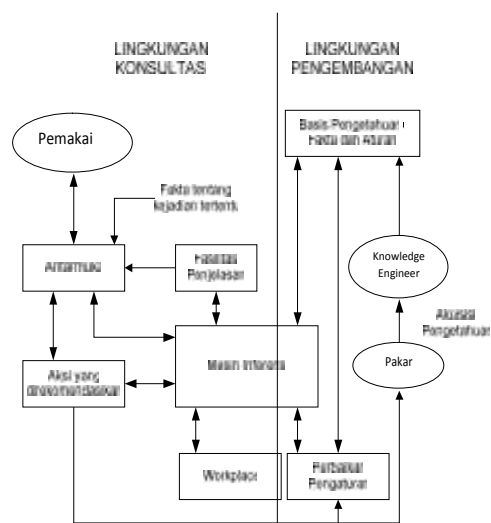 LINGKUNGAN
KONSULTASI
LINGKUNGAN
PENGEMBANGAN
Pemakai
Basis Pengetahuan :
Fakta dan Aturan
Fakta tentang
kejadian tertentu
Antarmuka
Fasilitas
Penjelasan
Knowledge
Engineer
Akuisisi
Pengetahuan
Mesin Inferensi
Pakar
Aksi yang
direkomendasikan
Workplace
Perbaikan
Pengaturan